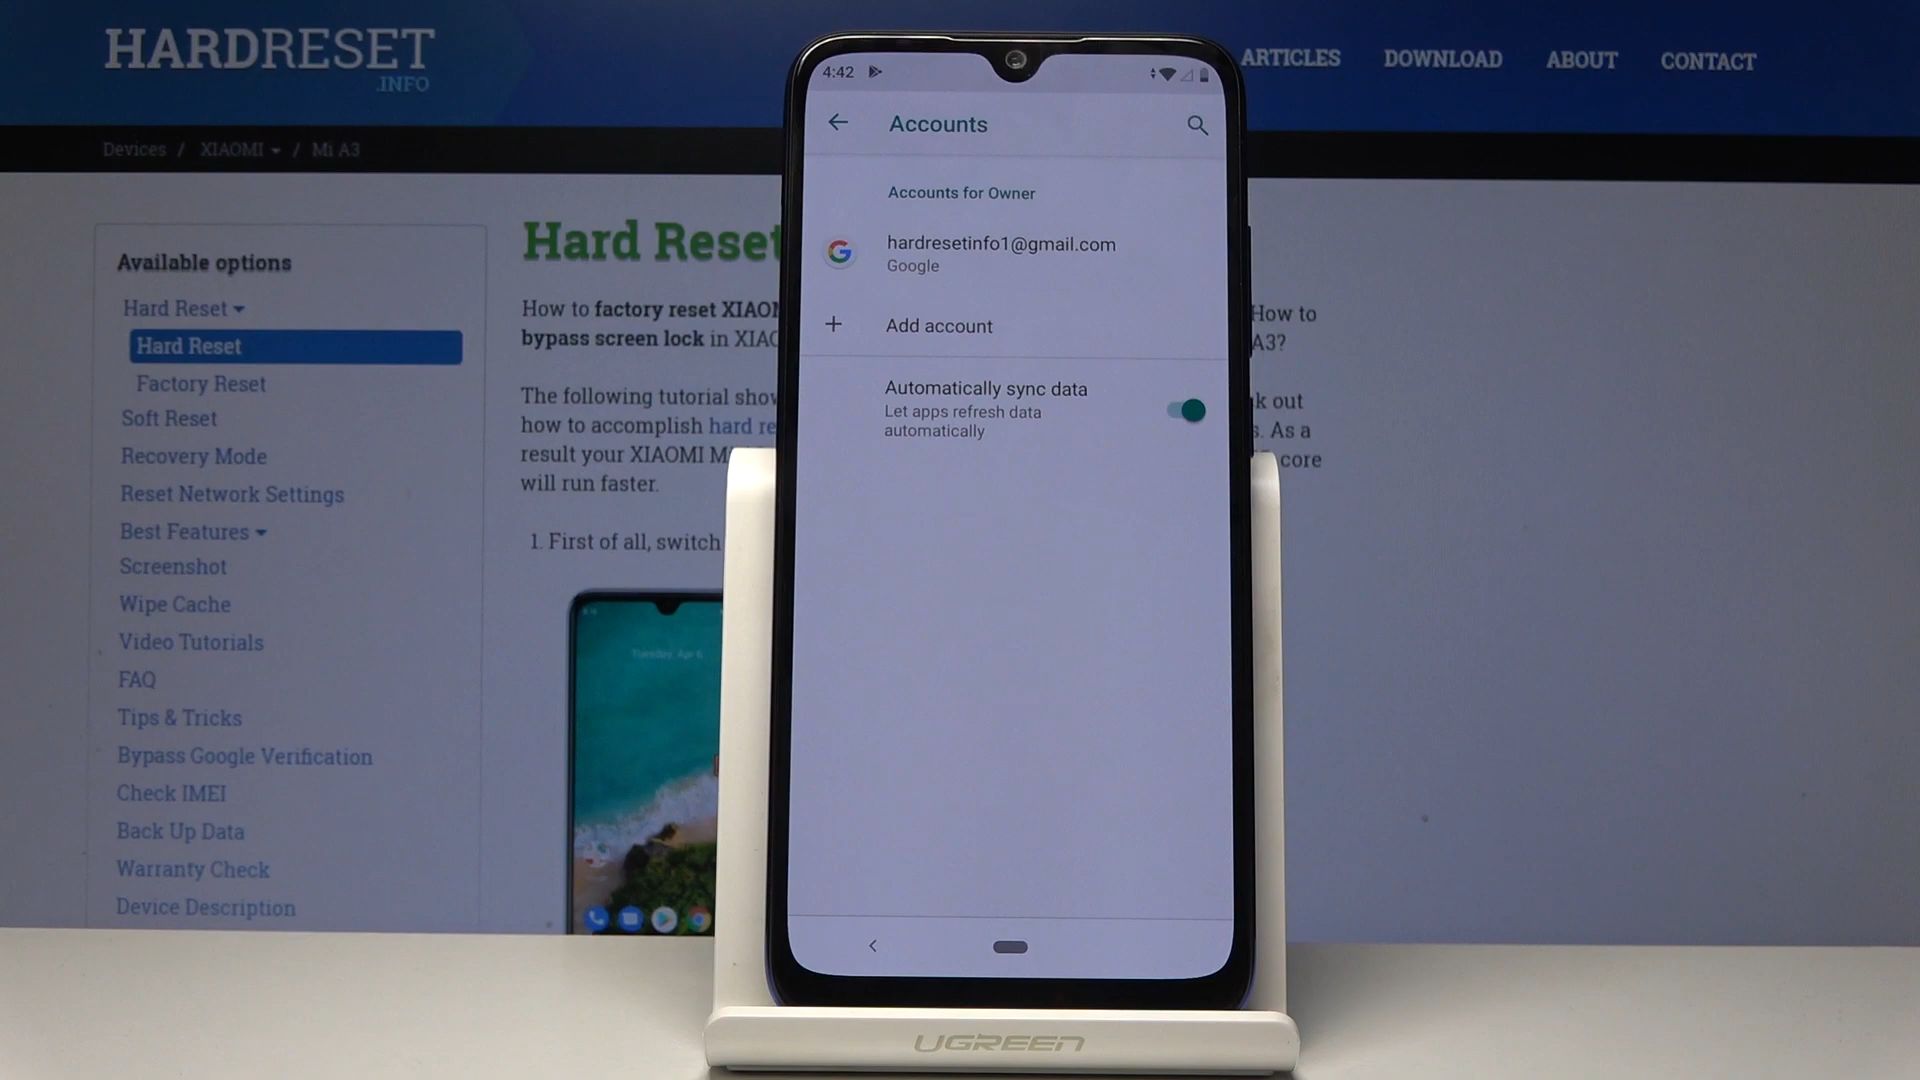 HARDRESET
.INFO
ARTICLES DOWNLOAD ABOUT CONTACT
Devices / XIAOMI / Mi A3
Available options
Hard Reset
Hard Reset
Factory Reset
Soft Reset
Recovery Mode
Reset Network Settings
Best Features
Screenshot
Wipe Cache
Video Tutorials
FAQ
Tips & Tricks
Bypass Google Verification
Check IMEI
Back Up Data
Warranty Check
Device Description
Hard Reset
How to factory reset XIAO
How to
bypass screen lock in XIAO
A3?
The following tutorial show
k out
how to accomplish hard re
s. As a
result your XIAOMI M
core
will run faster.
1. First of all, switch
Tuesday, Apr 6
4:42
Accounts
Accounts for Owner
hardresetinfo1@gmail.com
Google
Add account
Automatically sync data
Let apps refresh data
automatically
UGREEN